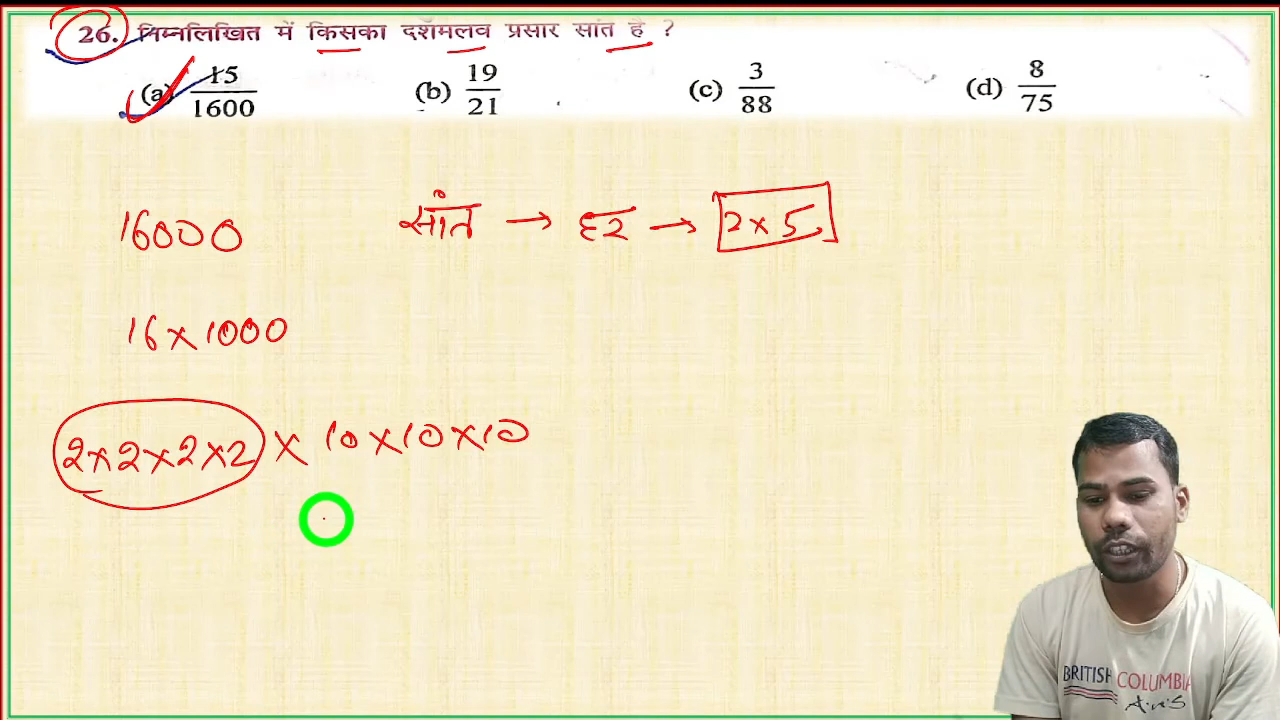 26. निम्नलिखित में किसका दशमलव प्रसार सांत है ?
(a) 15/1600 (b) 19/21 (c) 3/88 (d) 8/75
16000 सांत → हर → 2 x 5
16 x 1000
2 x 2 x 2 x 2 x 10 x 10 x 10
BRITISH COLUMBIA